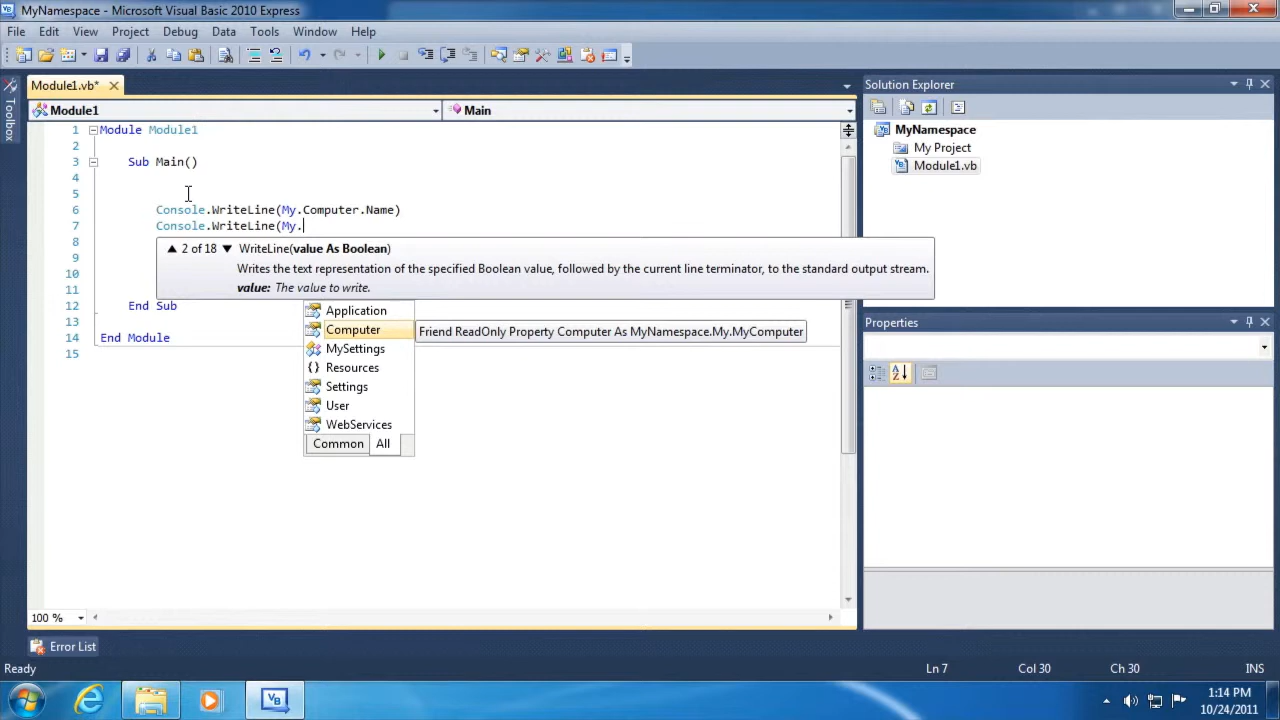 MyNamespace - Microsoft Visual Basic 2010 Express
File Edit View Project Debug Data Tools Window Help
Toolbox
Module1.vb*
Module1
Main
1 Module Module1
2
3 Sub Main()
4
5
6 Console.WriteLine(My.Computer.Name)
7 Console.WriteLine(My.
8
2 of 18 WriteLine(value As Boolean)
9
Writes the text representation of the specified Boolean value, followed by the current line terminator, to the standard output stream.
10
value: The value to write.
11
12 End Sub
Application
13
Computer
Friend ReadOnly Property Computer As MyNamespace.My.MyComputer
14 End Module
MySettings
15
Resources
Settings
User
WebServices
Common All
100 %
Solution Explorer
MyNamespace
My Project
Module1.vb
Properties
Error List
Ready
Ln 7 Col 30 Ch 30 INS
VB
1:14 PM
10/24/2011